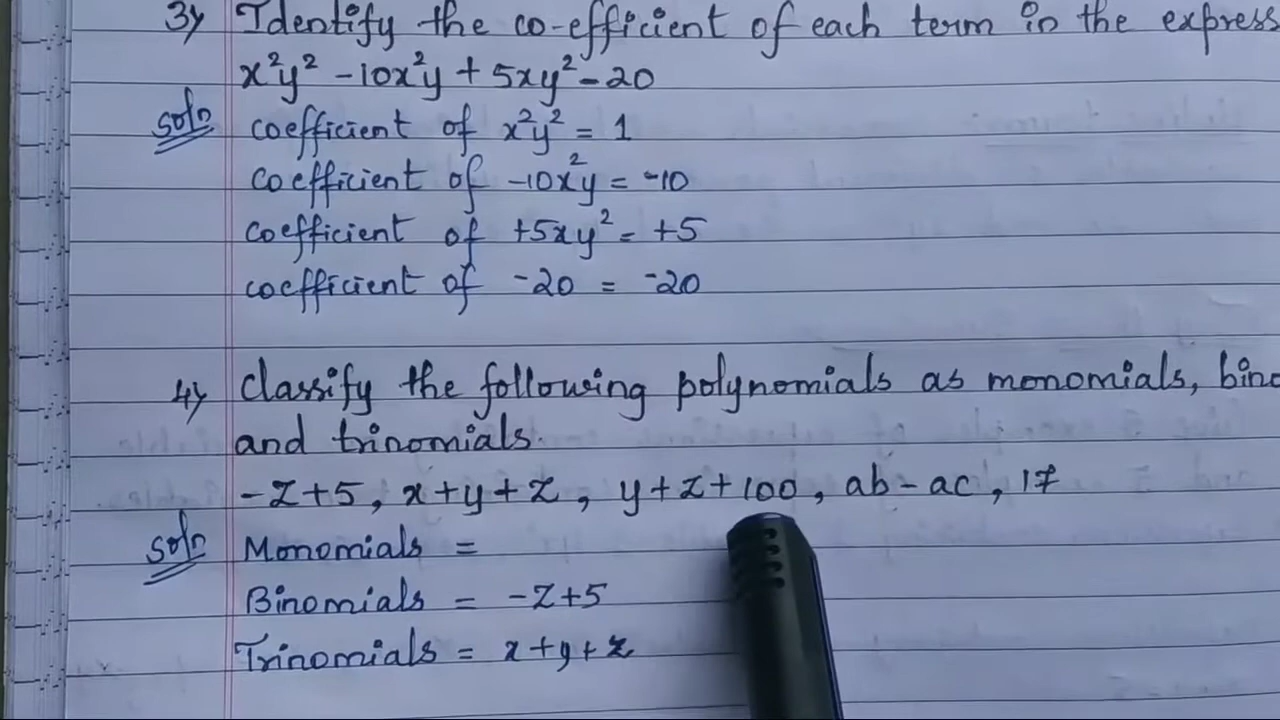 3) Identify the co-efficient of each term in the express
x²y² - 10x²y + 5xy² - 20
Soln coefficient of x²y² = 1
coefficient of -10x²y = -10
coefficient of +5xy² = +5
coefficient of -20 = -20
4) Classify the following polynomials as monomials, bino
and trinomials.
-z+5, x+y+z, y+z+100, ab-ac, 17
Soln Monomials =
Binomials = -z+5
Trinomials = x+y+z